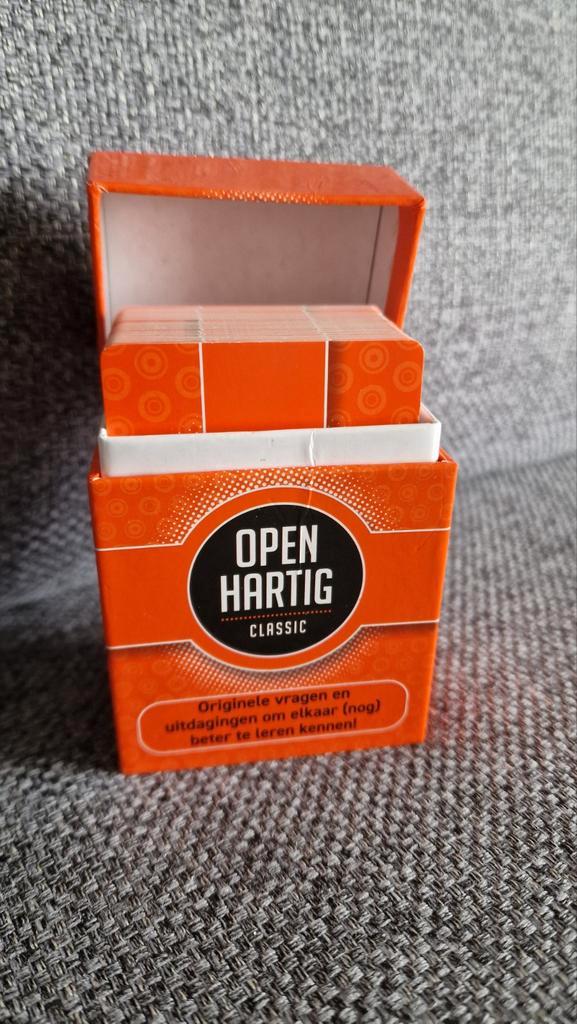 OPEN
HARTIG
CLASSIC
Originele vragen en
uitdagingen om elkaar (nog)
beter te leren kennen!